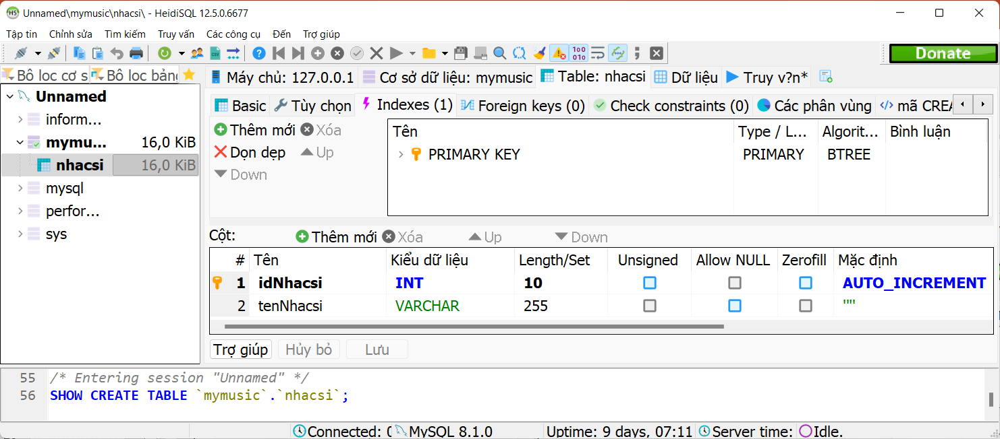 Unnamed\mymusic\nhacsi\ - HeidiSQL 12.5.0.6677
Tập tin Chỉnh sửa Tìm kiếm Truy vấn Các công cụ Đến Trợ giúp
Donate
Bộ lọc cơ s Bộ lọc bảng
Máy chủ: 127.0.0.1 Cơ sở dữ liệu: mymusic Table: nhacsi Dữ liệu Truy v?n*
Unnamed
inform...
mymu... 16,0 KiB
nhacsi 16,0 KiB
mysql
perfor...
sys
Basic Tùy chọn Indexes (1) Foreign keys (0) Check constraints (0) Các phân vùng </> mã CREA
Thêm mới Xóa
Dọn dẹp Up
Down
Tên Type / L... Algorit... Bình luận
PRIMARY KEY PRIMARY BTREE
Cột: Thêm mới Xóa Up Down
# Tên Kiểu dữ liệu Length/Set Unsigned Allow NULL Zerofill Mặc định
1 idNhacsi INT 10 AUTO_INCREMENT
2 tenNhacsi VARCHAR 255 '""'
Trợ giúp Hủy bỏ Lưu
55 /* Entering session "Unnamed" */
56 SHOW CREATE TABLE `mymusic`.`nhacsi`;
Connected: 0 MySQL 8.1.0 Uptime: 9 days, 07:11 Server time: Idle.